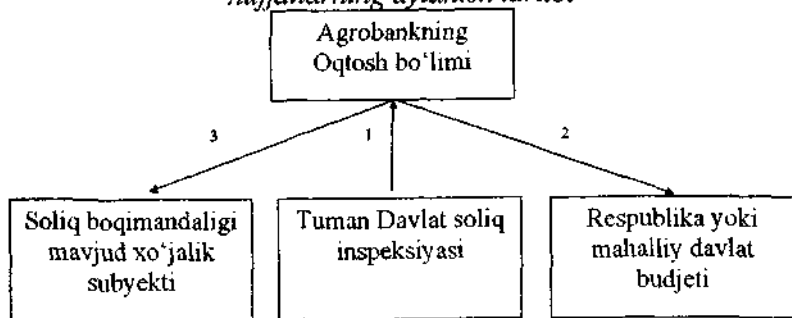 Agrobankning
Oqtosh bo‘limi
3
1
2
Soliq boqimandaligi
mavjud xo‘jalik
subyekti
Tuman Davlat soliq
inspeksiyasi
Respublika yoki
mahalliy davlat
budjeti